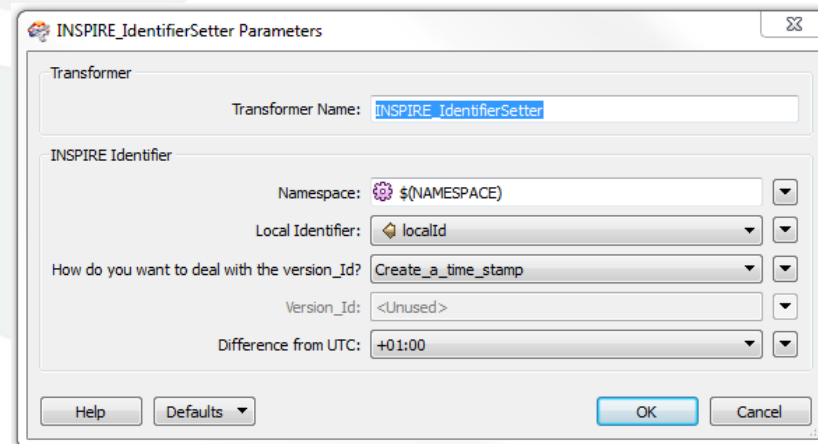 INSPIRE_IdentifierSetter Parameters
Transformer
Transformer Name: INSPIRE_IdentifierSetter
INSPIRE Identifier
Namespace: $(NAMESPACE)
Local Identifier: localId
How do you want to deal with the version_Id? Create_a_time_stamp
Version_Id: <Unused>
Difference from UTC: +01:00
Help Defaults OK Cancel